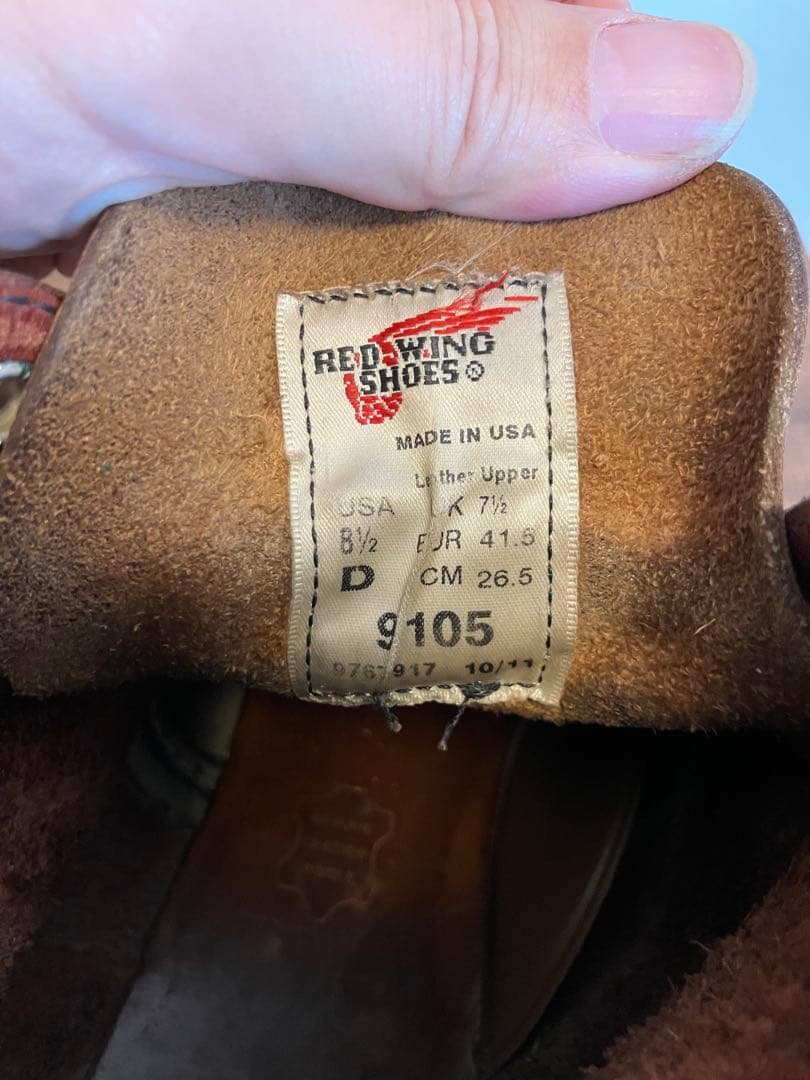 RED WING
SHOES®
MADE IN USA
Leather Upper
USA UK 7½
8½ EUR 41.5
D CM 26.5
9105
10/11